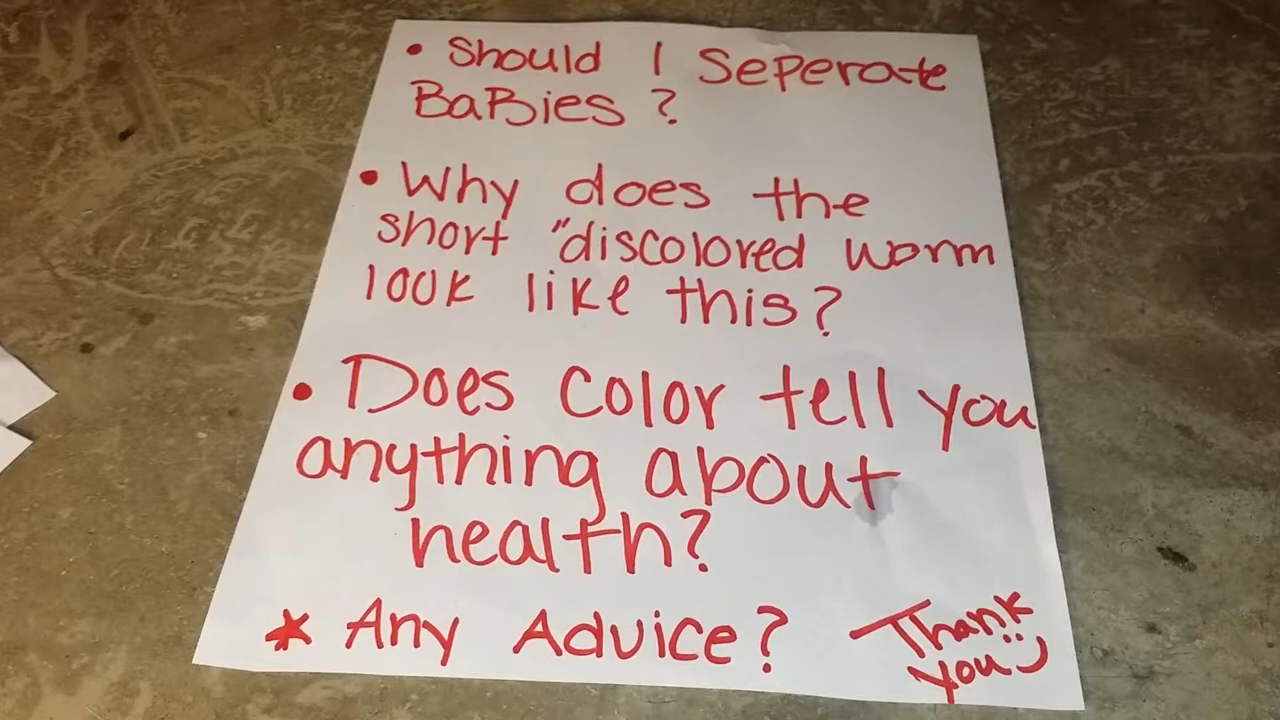 • Should I Seperate
BaBies?
• Why does the
short "discolored worm
look like this?
• Does color tell you
anything about
health?
* Any Advice?
Thank
you :)